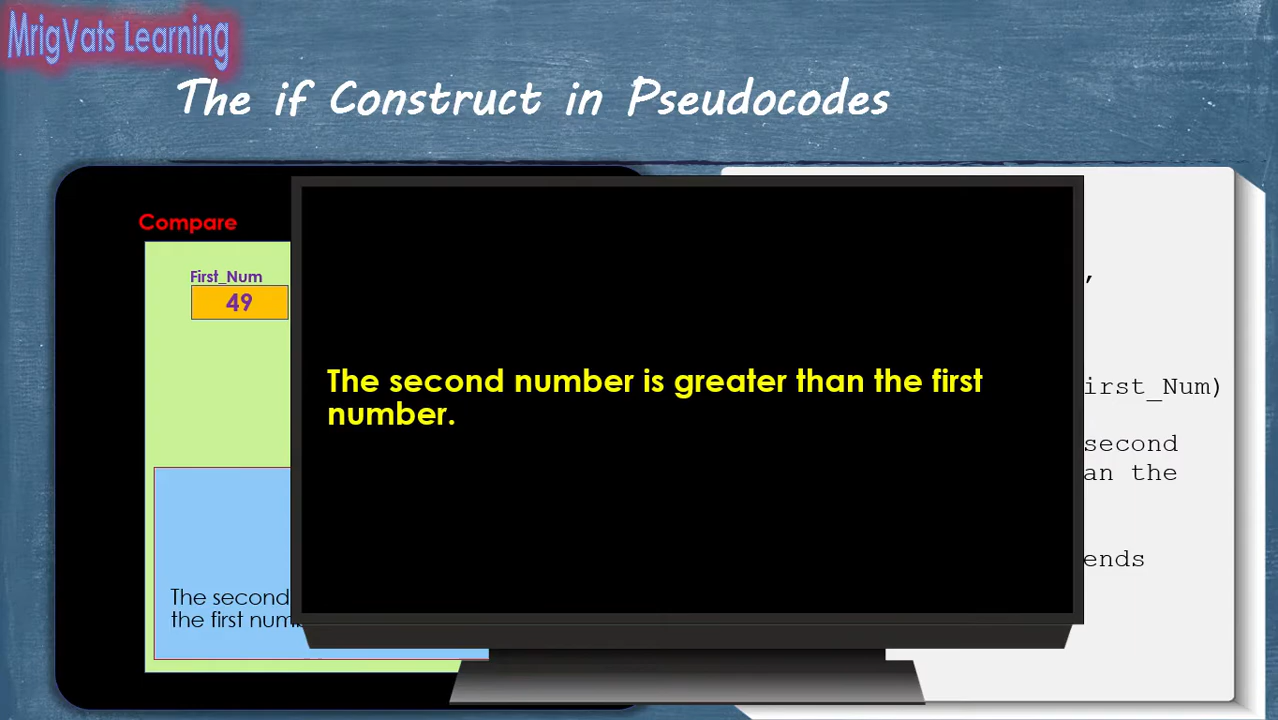 MrigVats Learning
The if Construct in Pseudocodes
Compare
First_Num
49
The second number is greater than the first
number.
,
irst_Num)
second
an the
ends
The second
the first num